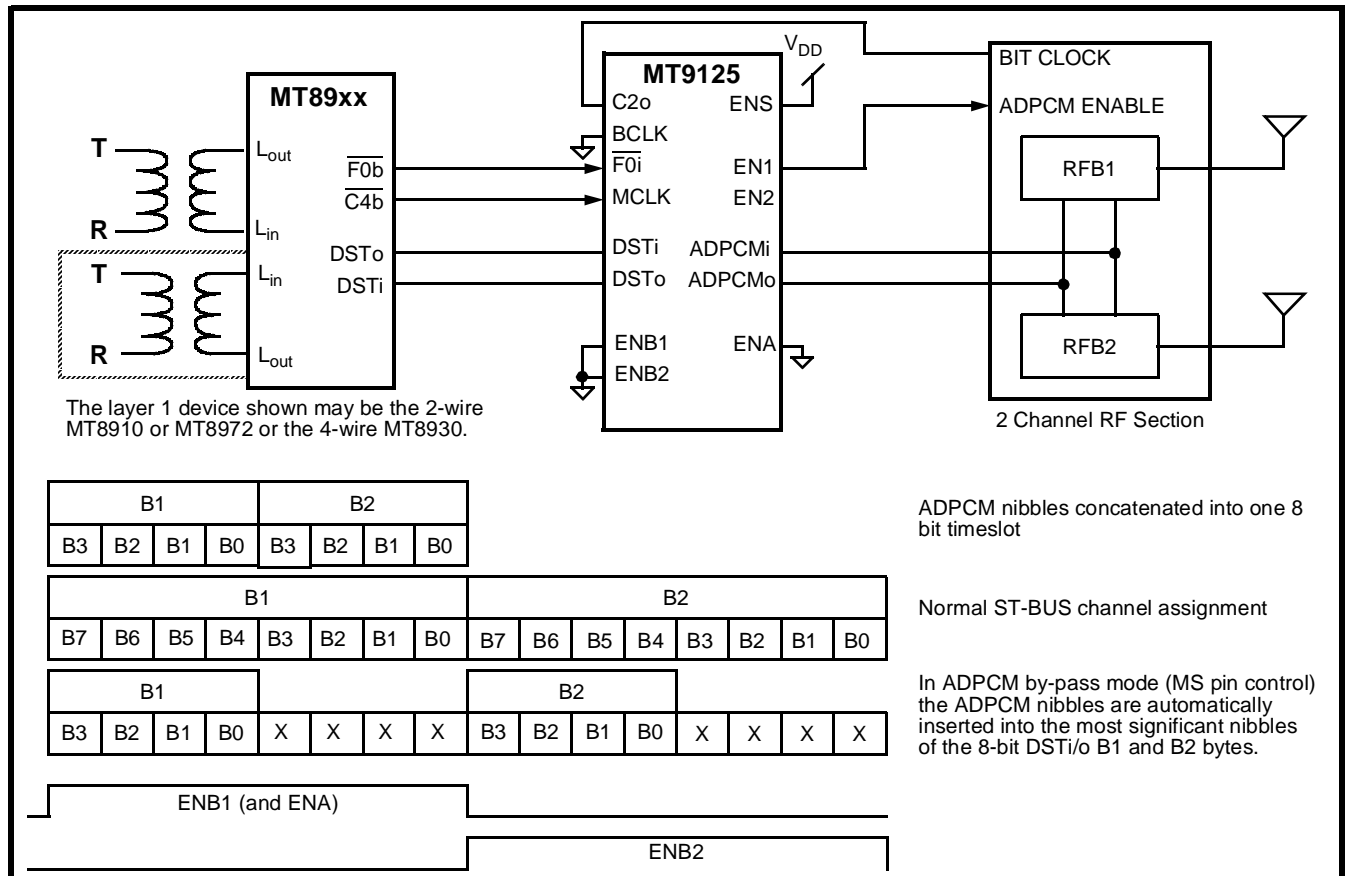 MT89xx
T
R
T
R
Lout
Lin
Lin
Lout
F0b
C4b
DSTo
DSTi
MT9125
C2o
BCLK
F0i
MCLK
DSTi
DSTo
ENB1
ENB2
VDD
ENS
EN1
EN2
ADPCMi
ADPCMo
ENA
BIT CLOCK
ADPCM ENABLE
RFB1
RFB2
2 Channel RF Section
The layer 1 device shown may be the 2-wire
MT8910 or MT8972 or the 4-wire MT8930.
B1 B2
B3 B2 B1 B0 B3 B2 B1 B0
ADPCM nibbles concatenated into one 8
bit timeslot
B1 B2
B7 B6 B5 B4 B3 B2 B1 B0 B7 B6 B5 B4 B3 B2 B1 B0
Normal ST-BUS channel assignment
B1 B2
B3 B2 B1 B0 X X X X B3 B2 B1 B0 X X X X
In ADPCM by-pass mode (MS pin control)
the ADPCM nibbles are automatically
inserted into the most significant nibbles
of the 8-bit DSTi/o B1 and B2 bytes.
ENB1 (and ENA)
ENB2